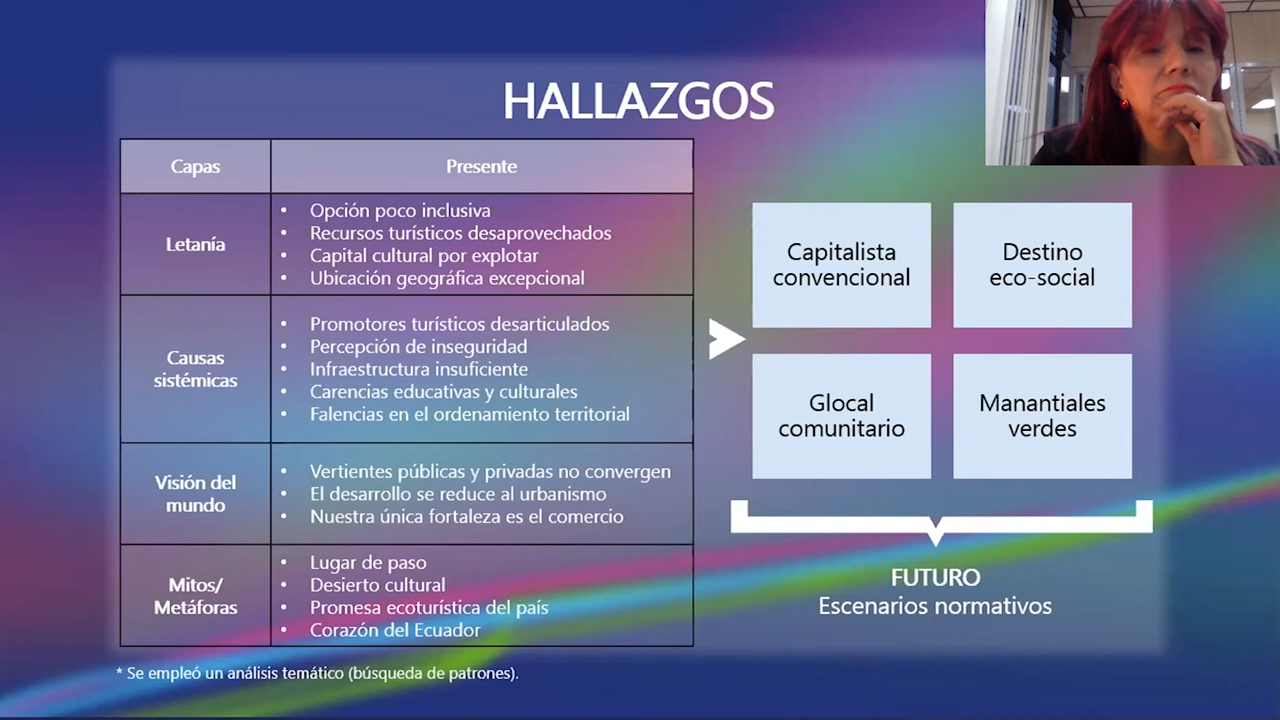 HALLAZGOS
Capas
Presente
Letanía
• Opción poco inclusiva
• Recursos turísticos desaprovechados
• Capital cultural por explotar
• Ubicación geográfica excepcional
Causas
sistémicas
• Promotores turísticos desarticulados
• Percepción de inseguridad
• Infraestructura insuficiente
• Carencias educativas y culturales
• Falencias en el ordenamiento territorial
Visión del
mundo
• Vertientes públicas y privadas no convergen
• El desarrollo se reduce al urbanismo
• Nuestra única fortaleza es el comercio
Mitos/
Metáforas
• Lugar de paso
• Desierto cultural
• Promesa ecoturística del país
• Corazón del Ecuador
Capitalista
convencional
Destino
eco-social
Glocal
comunitario
Manantiales
verdes
FUTURO
Escenarios normativos
* Se empleó un análisis temático (búsqueda de patrones).